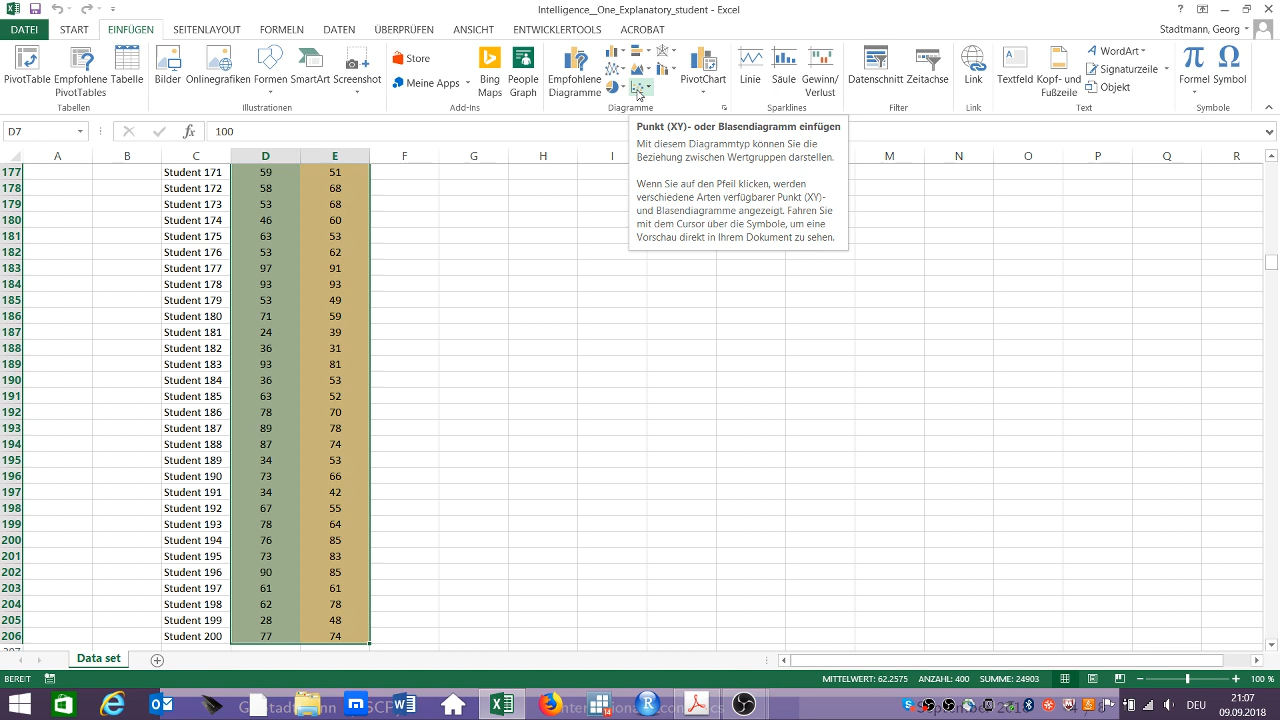 Intelligence__One_Explanatory_student - Excel
DATEI START EINFÜGEN SEITENLAYOUT FORMELN DATEN ÜBERPRÜFEN ANSICHT ENTWICKLERTOOLS ACROBAT Stadtmann, Georg
PivotTable Empfohlene PivotTables Tabelle
Bilder Onlinegrafiken Formen SmartArt Screenshot
Store
Meine Apps
Bing Maps People Graph
Empfohlene Diagramme PivotChart
Linie Säule Gewinn/Verlust
Datenschnitt Zeitachse
Link
Textfeld Kopf- und Fußzeile
WordArt
Signaturzeile
Objekt
Formel Symbol
Tabellen Illustrationen Add-Ins Diagramme Sparklines Filter Links Text Symbole
D7 fx 100
Punkt (XY)- oder Blasendiagramm einfügen
Mit diesem Diagrammtyp können Sie die
Beziehung zwischen Wertgruppen darstellen.
Wenn Sie auf den Pfeil klicken, werden
verschiedene Arten verfügbarer Punkt (XY)-
und Blasendiagramme angezeigt. Fahren Sie
mit dem Cursor über die Symbole, um eine
Vorschau direkt in Ihrem Dokument zu sehen.
A B C D E F G H I M N O P Q R
177 Student 171 59 51
178 Student 172 58 68
179 Student 173 53 68
180 Student 174 46 60
181 Student 175 63 53
182 Student 176 53 62
183 Student 177 97 91
184 Student 178 93 93
185 Student 179 53 49
186 Student 180 71 59
187 Student 181 24 39
188 Student 182 36 31
189 Student 183 93 81
190 Student 184 36 53
191 Student 185 63 52
192 Student 186 78 70
193 Student 187 89 78
194 Student 188 87 74
195 Student 189 34 53
196 Student 190 73 66
197 Student 191 34 42
198 Student 192 67 55
199 Student 193 78 64
200 Student 194 76 85
201 Student 195 73 83
202 Student 196 90 85
203 Student 197 61 61
204 Student 198 62 78
205 Student 199 28 48
206 Student 200 77 74
Data set
BEREIT MITTELWERT: 62.2575 ANZAHL: 400 SUMME: 24903 100 %
DEU 21:07
09.09.2018